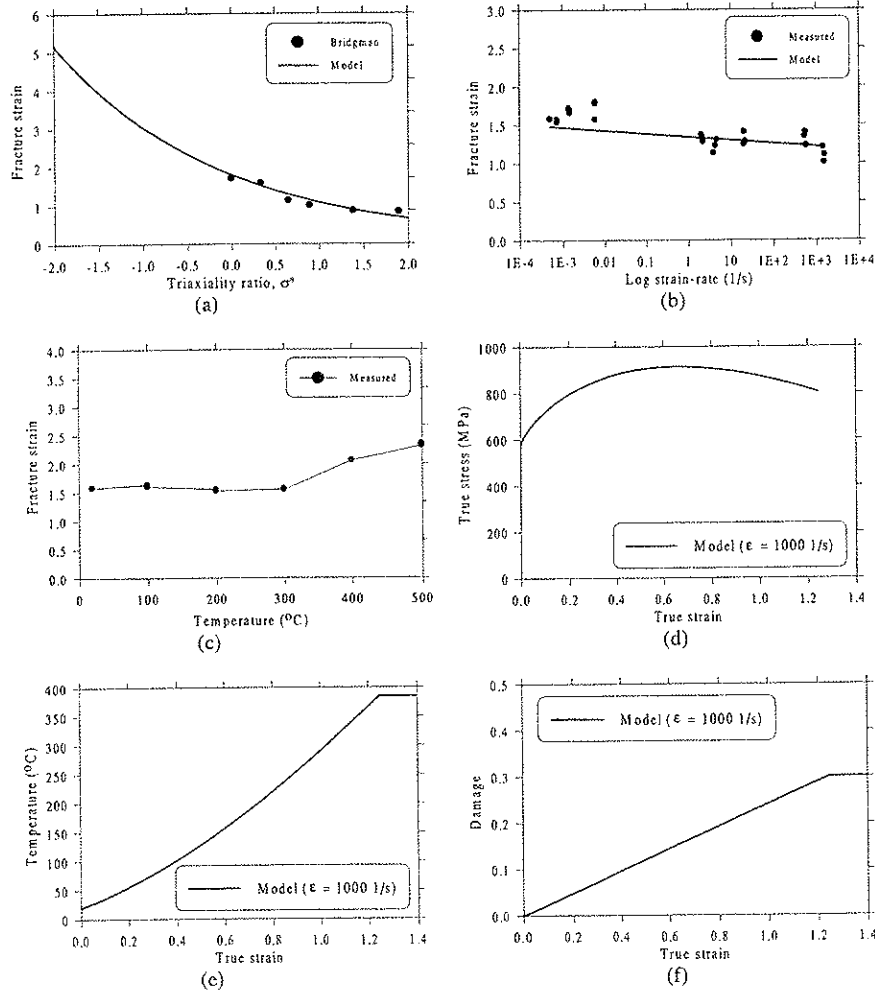 6
5
4
3
2
1
0
Fracture strain
Bridgman
Model
-2.0 -1.5 -1.0 -0.5 0.0 0.5 1.0 1.5 2.0
Triaxiality ratio, σ*
(a)
3.0
2.5
2.0
1.5
1.0
0.5
0.0
Fracture strain
Measured
Model
1E-4 1E-3 0.01 0.1 1 10 1E+2 1E+3 1E+4
Log strain-rate (1/s)
(b)
4.0
3.5
3.0
2.5
2.0
1.5
1.0
0.5
0.0
Fracture strain
Measured
0 100 200 300 400 500
Temperature (°C)
(c)
1000
800
600
400
200
0
True stress (MPa)
Model (ε = 1000 1/s)
0.0 0.2 0.4 0.6 0.8 1.0 1.2 1.4
True strain
(d)
400
350
300
250
200
150
100
50
0
Temperature (°C)
Model (ε = 1000 1/s)
0.0 0.2 0.4 0.6 0.8 1.0 1.2 1.4
True strain
(e)
0.5
0.4
0.3
0.2
0.1
0.0
Damage
Model (ε = 1000 1/s)
0.0 0.2 0.4 0.6 0.8 1.0 1.2 1.4
True strain
(f)